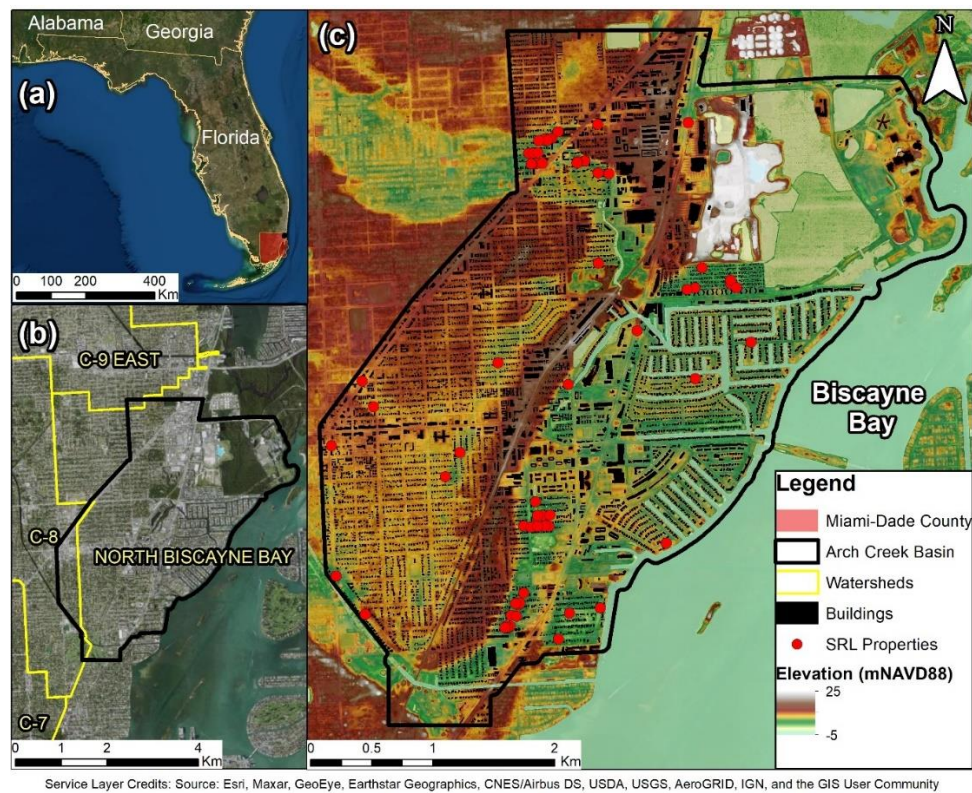 Alabama
Georgia
(a)
Florida
0 100 200 400
Km
(b)
C-9 EAST
C-8
NORTH BISCAYNE BAY
C-7
0 1 2 4
Km
(c)
N
Biscayne
Bay
Legend
Miami-Dade County
Arch Creek Basin
Watersheds
Buildings
SRL Properties
Elevation (mNAVD88)
25
-5
0 0.5 1 2
Km
Service Layer Credits: Source: Esri, Maxar, GeoEye, Earthstar Geographics, CNES/Airbus DS, USDA, USGS, AeroGRID, IGN, and the GIS User Community